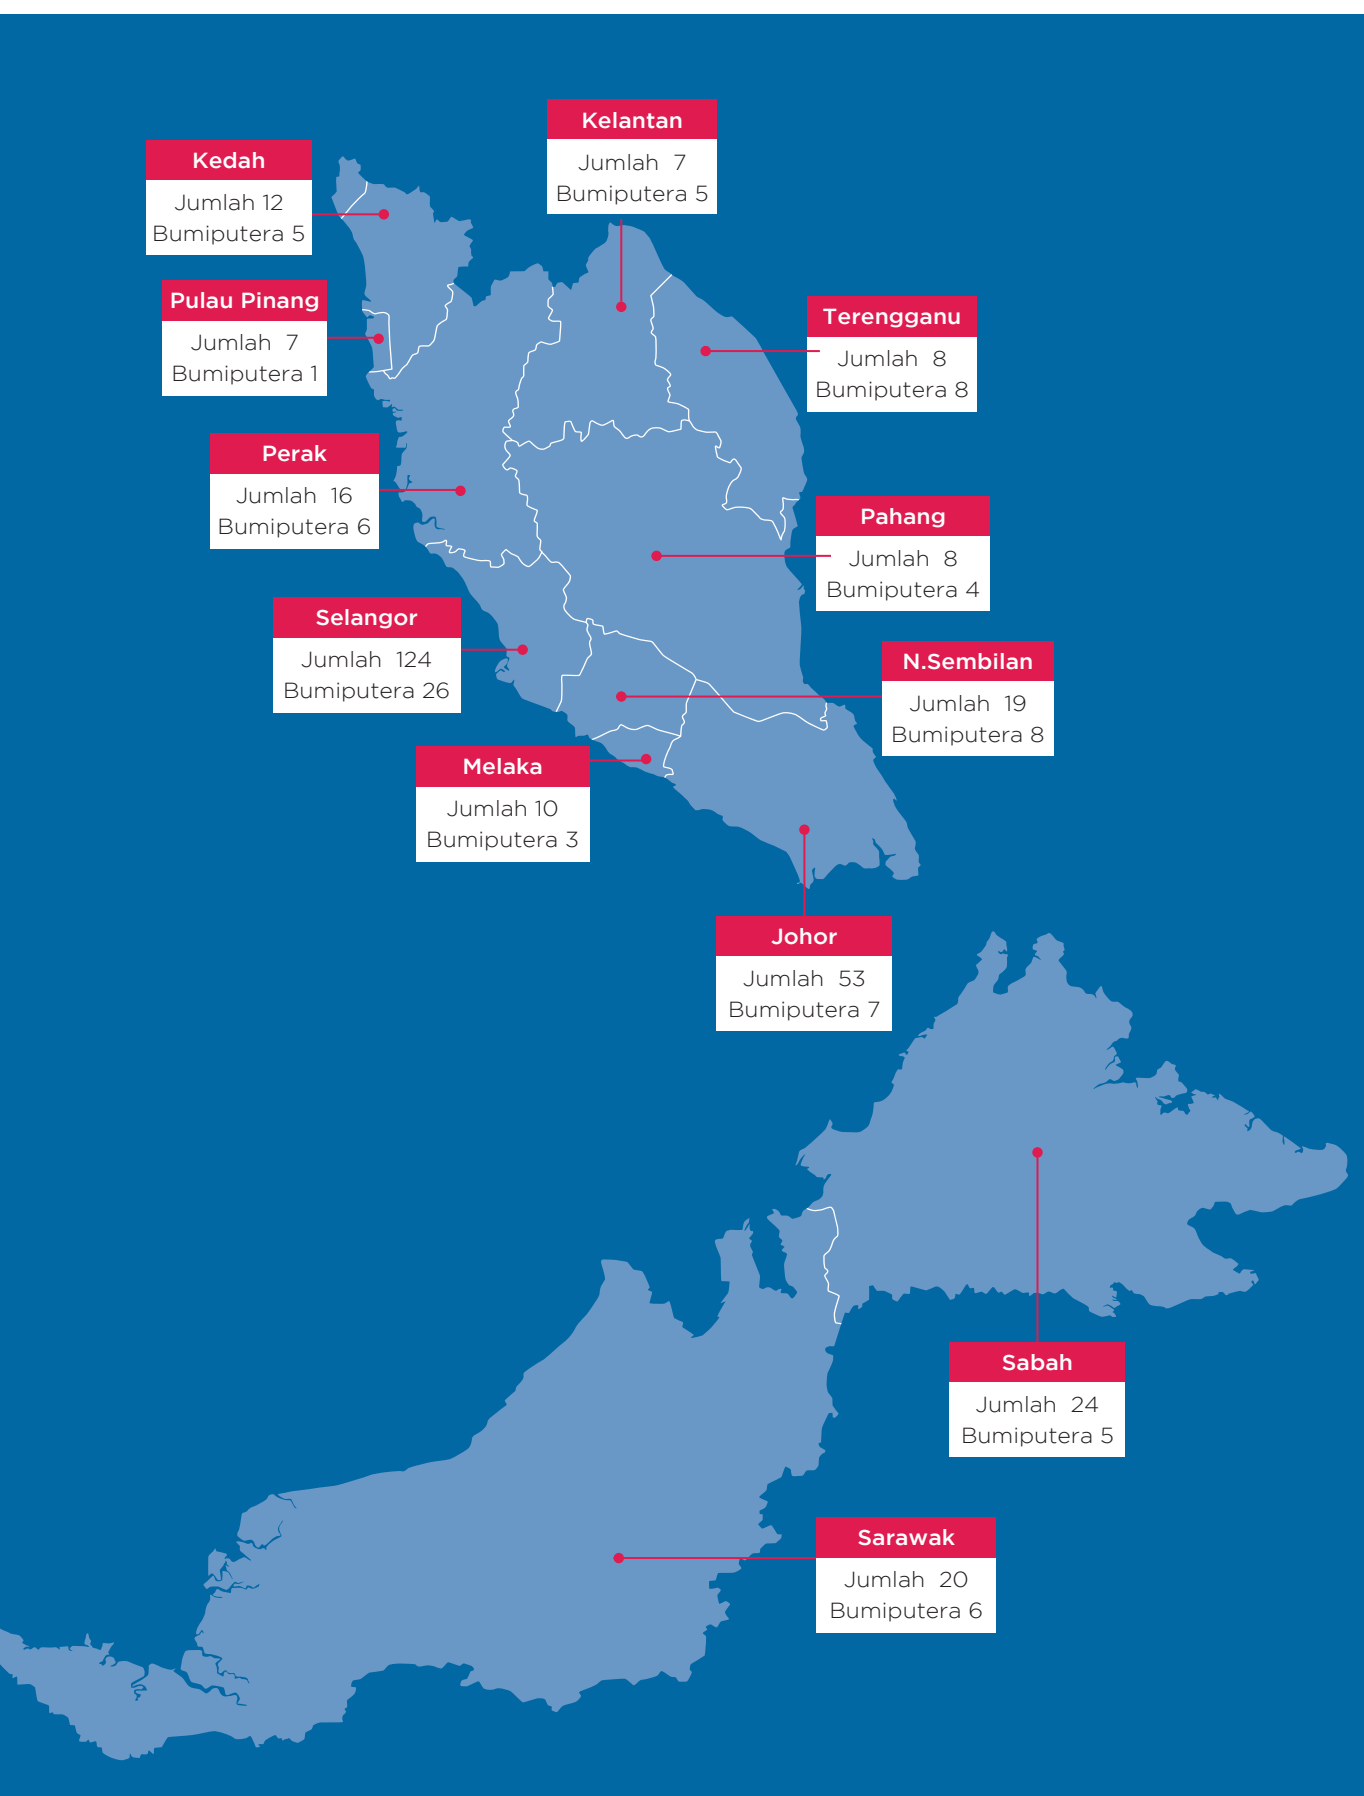 Kelantan
Jumlah 7
Bumiputera 5
Kedah
Jumlah 12
Bumiputera 5
Pulau Pinang
Jumlah 7
Bumiputera 1
Terengganu
Jumlah 8
Bumiputera 8
Perak
Jumlah 16
Bumiputera 6
Pahang
Jumlah 8
Bumiputera 4
Selangor
Jumlah 124
Bumiputera 26
N.Sembilan
Jumlah 19
Bumiputera 8
Melaka
Jumlah 10
Bumiputera 3
Johor
Jumlah 53
Bumiputera 7
Sabah
Jumlah 24
Bumiputera 5
Sarawak
Jumlah 20
Bumiputera 6